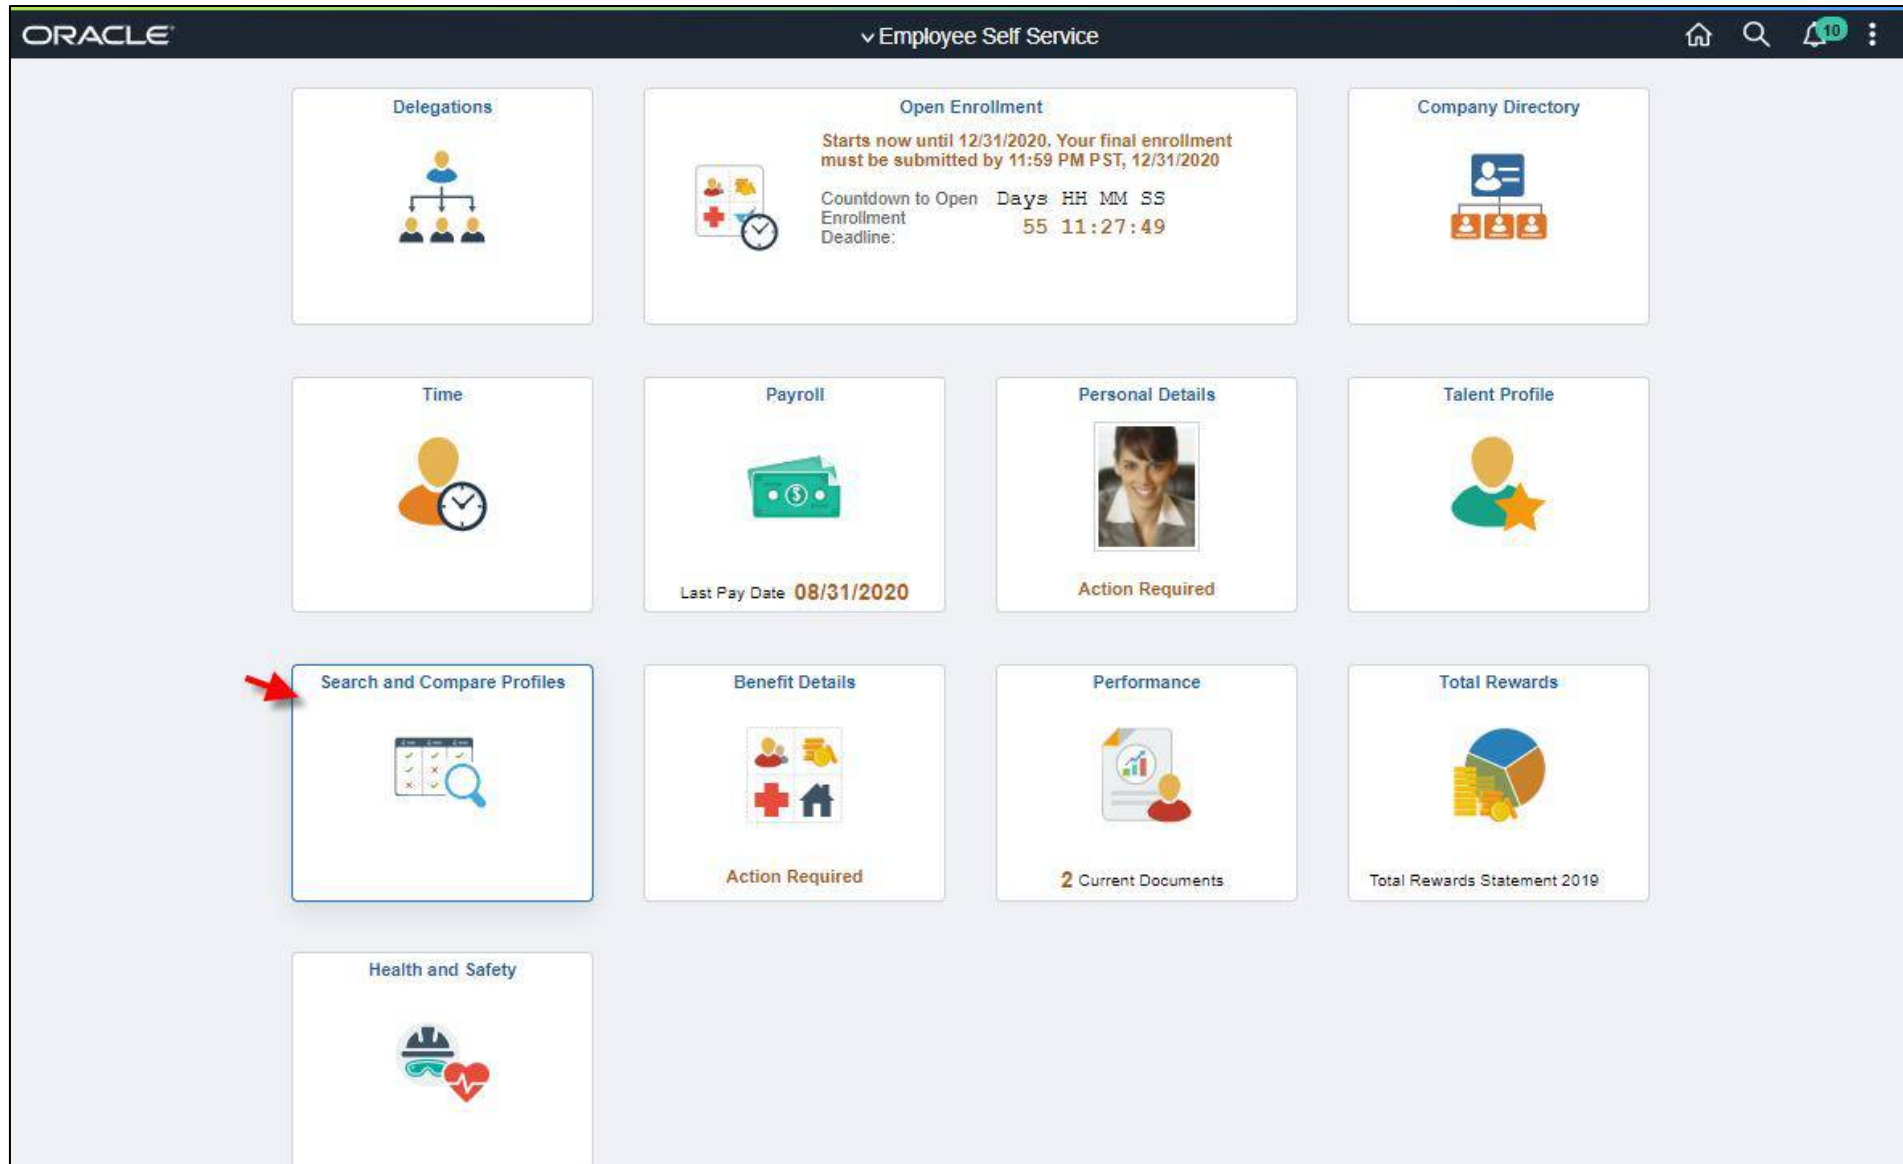 ORACLE
Employee Self Service
10
Delegations
Open Enrollment
Starts now until 12/31/2020. Your final enrollment
must be submitted by 11:59 PM PST, 12/31/2020
Countdown to Open
Enrollment
Deadline:
Days HH MM SS
55 11:27:49
Company Directory
Time
Payroll
Last Pay Date 08/31/2020
Personal Details
Action Required
Talent Profile
Search and Compare Profiles
Benefit Details
Action Required
Performance
2 Current Documents
Total Rewards
Total Rewards Statement 2019
Health and Safety